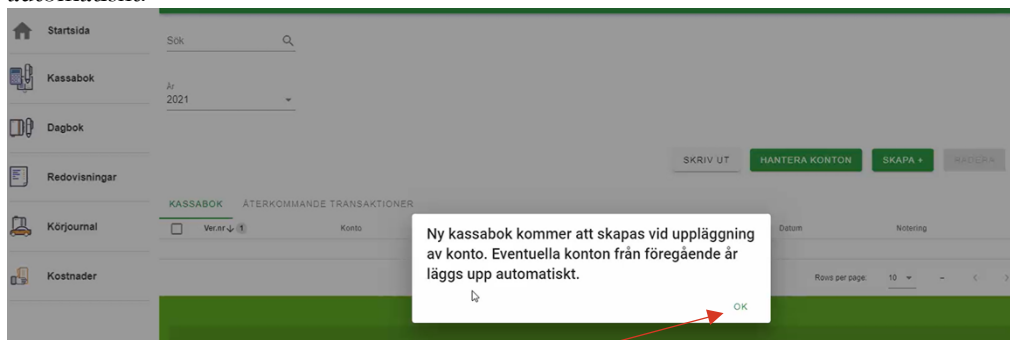 Startsida
Sök
Kassabok
År
2021
Dagbok
SKRIV UT
HANTERA KONTON
SKAPA +
RADERA
Redovisningar
KASSABOK ÅTERKOMMANDE TRANSAKTIONER
Körjournal
Ver.nr ↓ 1 Konto Datum Notering
Ny kassabok kommer att skapas vid uppläggning
av konto. Eventuella konton från föregående år
läggs upp automatiskt.
Kostnader
Rows per page: 10 – < >
OK